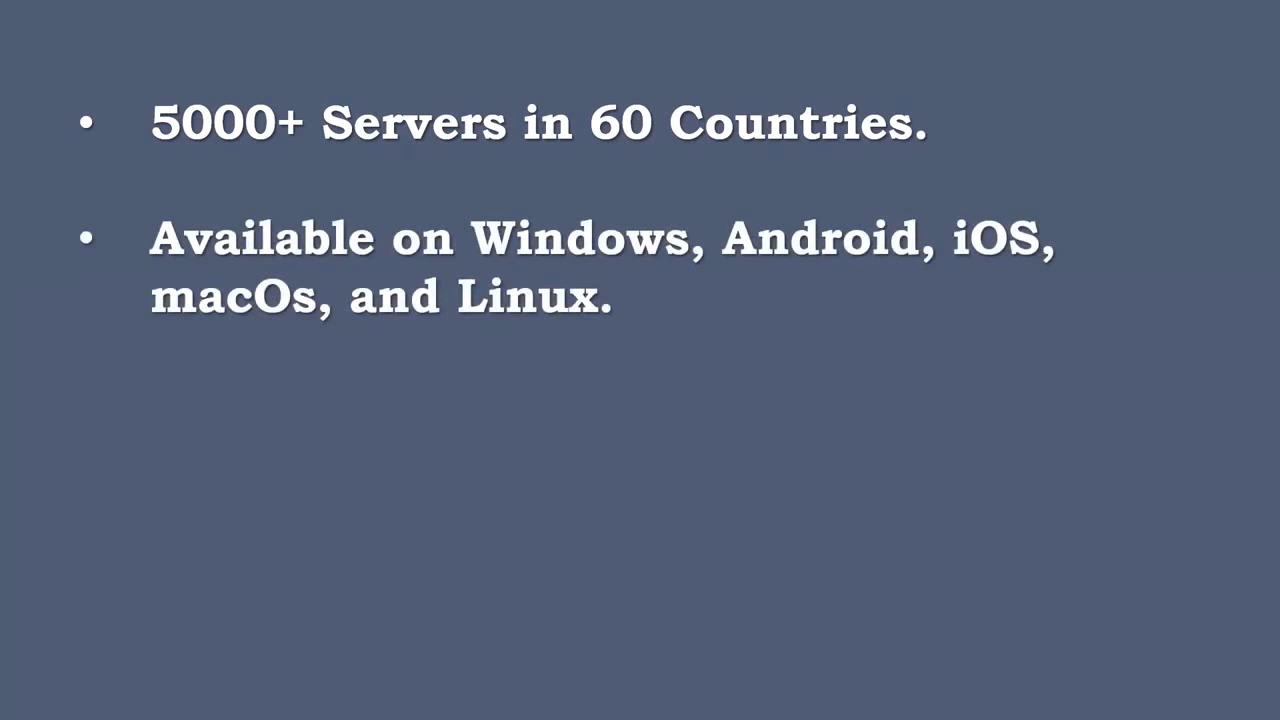 • 5000+ Servers in 60 Countries.
• Available on Windows, Android, iOS,
macOs, and Linux.